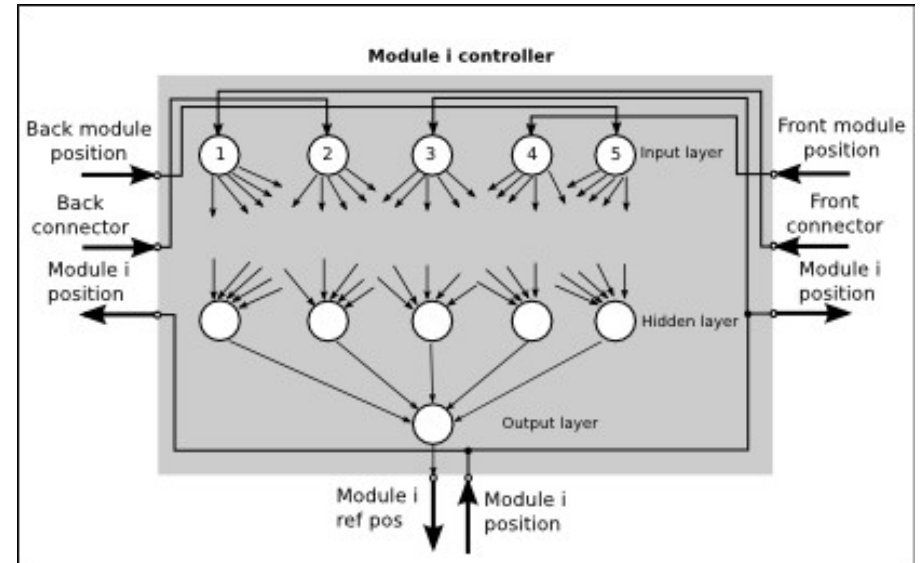 Module i controller
Back module
position
Front module
position
1
2
3
4
5
Input layer
Back
connector
Front
connector
Module i
position
Module i
position
Hidden layer
Output layer
Module i
ref pos
Module i
position